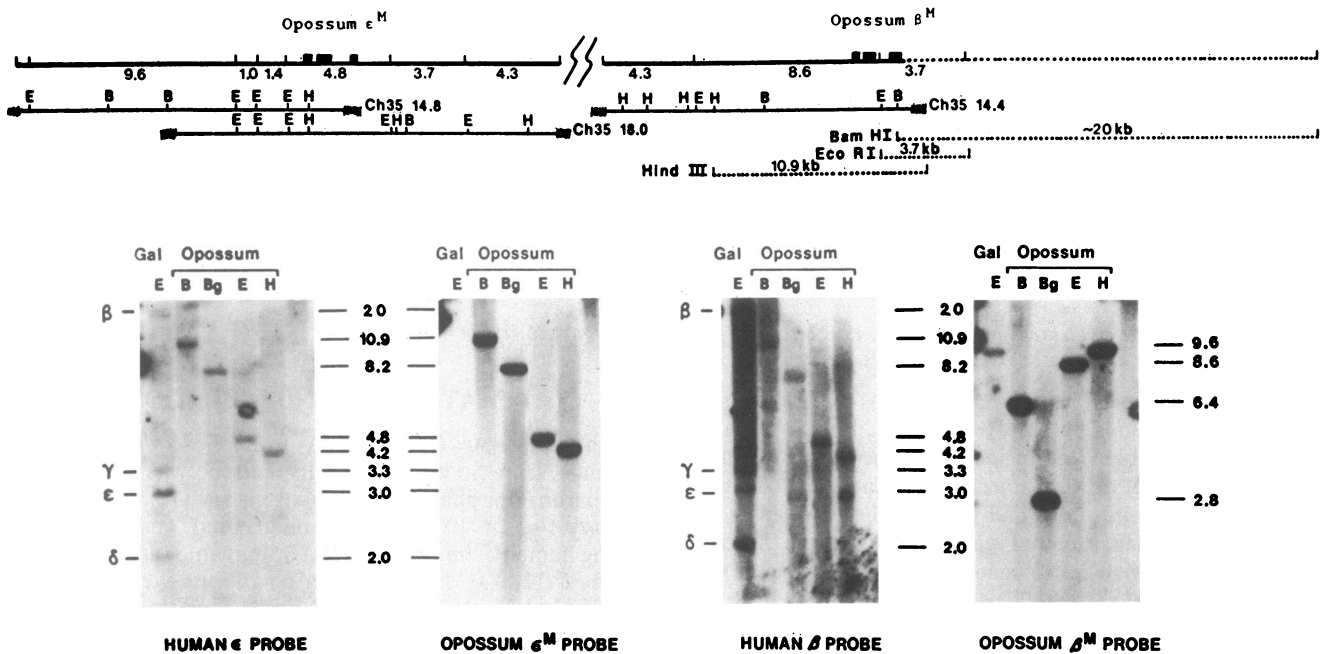 Opossum ε^M Opossum β^M
9.6 1.0 1.4 4.8 3.7 4.3 4.3 8.6 3.7
E B B E E E H Ch35 14.8 H H H E H B E B Ch35 14.4
E E E H E H B E H Ch35 18.0
Bam HI ~20 kb
Eco RI 3.7 kb
Hind III 10.9 kb
Gal Opossum
E B Bg E H
β
γ
ε
δ
2 0
10.9
8.2
4.8
4.2
3.3
3.0
2.0
HUMAN ε PROBE
Gal Opossum
E B Bg E H
OPOSSUM ε^M PROBE
Gal Opossum
E B Bg E H
β
γ
ε
δ
2 0
10.9
8.2
4.8
4.2
3.3
3.0
2.0
HUMAN β PROBE
Gal Opossum
E B Bg E H
9.6
8.6
6.4
2.8
OPOSSUM β^M PROBE